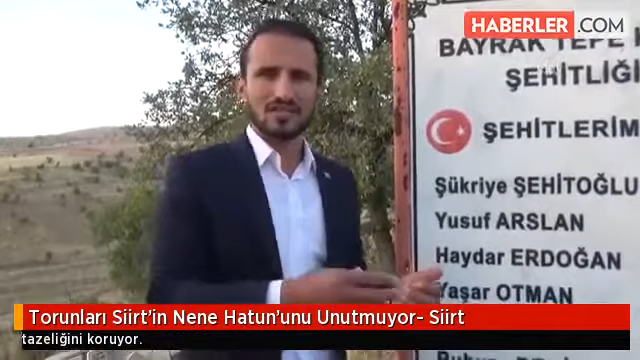 HABERLER.COM
BAYRAK TEPE
ŞEHİTLİĞİ
ŞEHİTLERİM
Şükriye ŞEHİTOĞLU
Yusuf ARSLAN
Haydar ERDOĞAN
Yaşar OTMAN
Torunları Siirt'in Nene Hatun'unu Unutmuyor- Siirt
tazeliğini koruyor.